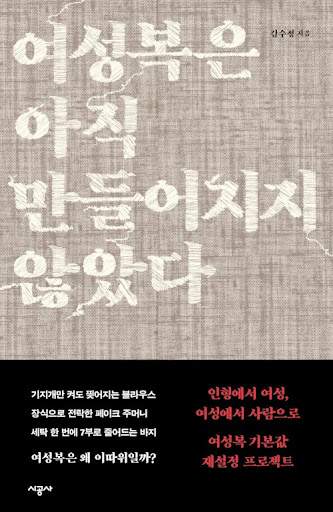 여성복은
아직
만들어지지
않았다
김수정 지음
기지개만 켜도 찢어지는 블라우스
장식으로 전락한 페이크 주머니
세탁 한 번에 7부로 줄어드는 바지
여성복은 왜 이따위일까?
인형에서 여성,
여성에서 사람으로
여성복 기본값
재설정 프로젝트
시공사